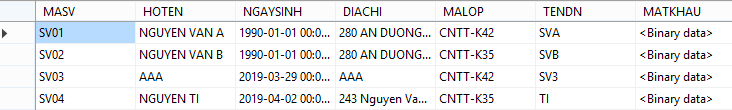 MASV HOTEN NGAYSINH DIACHI MALOP TENDN MATKHAU
SV01 NGUYEN VAN A 1990-01-01 00:0... 280 AN DUONG... CNTT-K42 SVA <Binary data>
SV02 NGUYEN VAN B 1990-01-01 00:0... 280 AN DUONG... CNTT-K35 SVB <Binary data>
SV03 AAA 2019-03-29 00:0... AAA CNTT-K42 SV3 <Binary data>
SV04 NGUYEN TI 2019-04-02 00:0... 243 Nguyen Va... CNTT-K35 TI <Binary data>